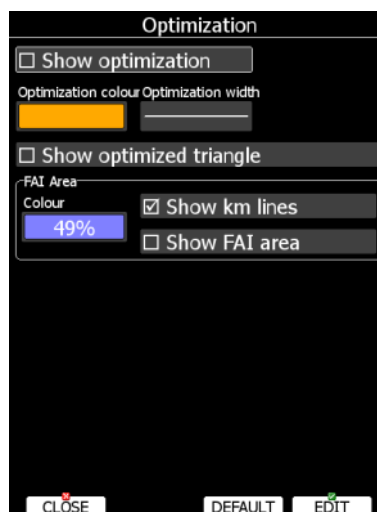 Optimization
Show optimization
Optimization colour Optimization width
Show optimized triangle
FAI Area
Colour
Show km lines
49%
Show FAI area
CLOSE DEFAULT EDIT